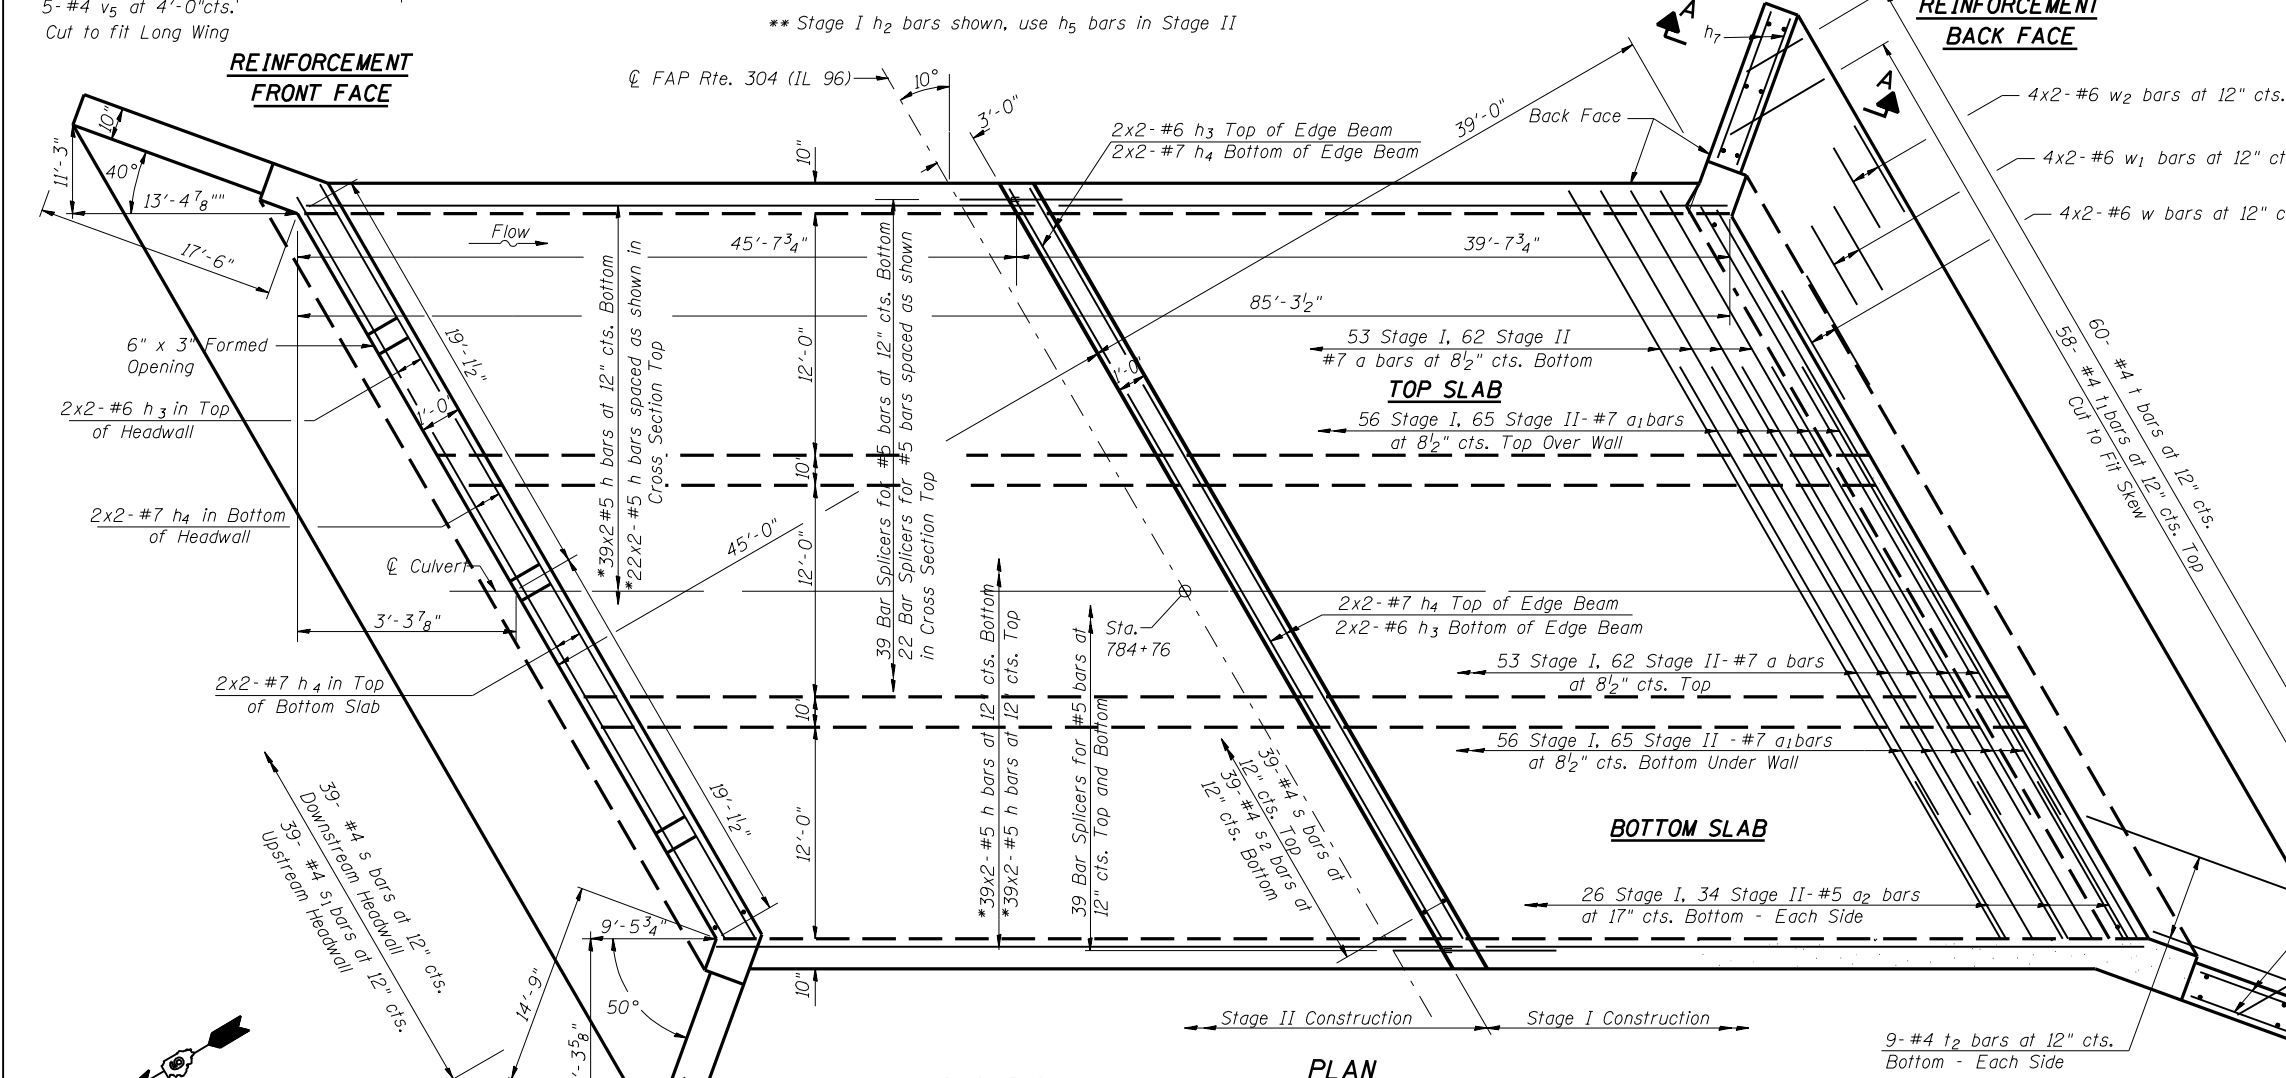 5- #4 v5 at 4'-0"cts.
Cut to fit Long Wing
REINFORCEMENT
FRONT FACE
** Stage I h2 bars shown, use h5 bars in Stage II
REINFORCEMENT
BACK FACE
A
h7
A
℄ FAP Rte. 304 (IL 96)
10°
3'-0"
2x2- #6 h3 Top of Edge Beam
2x2- #7 h4 Bottom of Edge Beam
39'-0"
Back Face
4x2- #6 w2 bars at 12" cts.
4x2- #6 w1 bars at 12"
4x2- #6 w bars at 12"
10"
11'-3"
40°
13'-4 7/8""
17'-6"
10"
Flow
45'-7 3/4"
39'-7 3/4"
85'-3 1/2"
6" x 3" Formed
Opening
19'-1 1/2"
1'-0"
2x2- #6 h3 in Top
of Headwall
2x2- #7 h4 in Bottom
of Headwall
℄ Culvert
3'-3 7/8"
2x2- #7 h4 in Top
of Bottom Slab
*39x2#5 h bars at 12" cts. Bottom
*22x2- #5 h bars spaced as shown in
Cross Section Top
12'-0"
10"
12'-0"
10"
12'-0"
10"
45'-0"
39 Bar Splicers for #5 bars at 12" cts. Bottom
22 Bar Splicers for #5 bars spaced as shown
in Cross Section Top
1'-0"
53 Stage I, 62 Stage II
#7 a bars at 8 1/2" cts. Bottom
TOP SLAB
56 Stage I, 65 Stage II- #7 a1 bars
at 8 1/2" cts. Top Over Wall
60- #4 t bars at 12" cts.
58- #4 t1 bars at 12" cts. Top
Cut to Fit Skew
Sta.
784+76
2x2- #7 h4 Top of Edge Beam
2x2- #6 h3 Bottom of Edge Beam
53 Stage I, 62 Stage II- #7 a bars
at 8 1/2" cts. Top
56 Stage I, 65 Stage II - #7 a1 bars
at 8 1/2" cts. Bottom Under Wall
BOTTOM SLAB
26 Stage I, 34 Stage II- #5 a2 bars
at 17" cts. Bottom - Each Side
*39x2- #5 h bars at 12" cts. Bottom
*39x2- #5 h bars at 12" cts. Top
39 Bar Splicers for #5 bars at
12" cts. Top and Bottom
39- #4 s bars at
12" cts. Top
39- #4 s2 bars at
12" cts. Bottom
19'-1 1/2"
39- #4 s bars at 12" cts.
Downstream Headwall
39- #4 s1 bars at 12" cts.
Upstream Headwall
9'-5 3/4"
14'-9"
50°
'-3 5/8"
Stage II Construction
Stage I Construction
PLAN
9- #4 t2 bars at 12" cts.
Bottom - Each Side